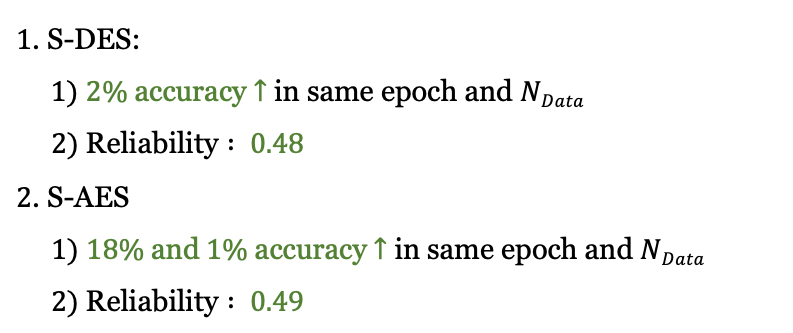 1. S-DES:
1) 2% accuracy ↑ in same epoch and N_Data
2) Reliability : 0.48
2. S-AES
1) 18% and 1% accuracy ↑ in same epoch and N_Data
2) Reliability : 0.49